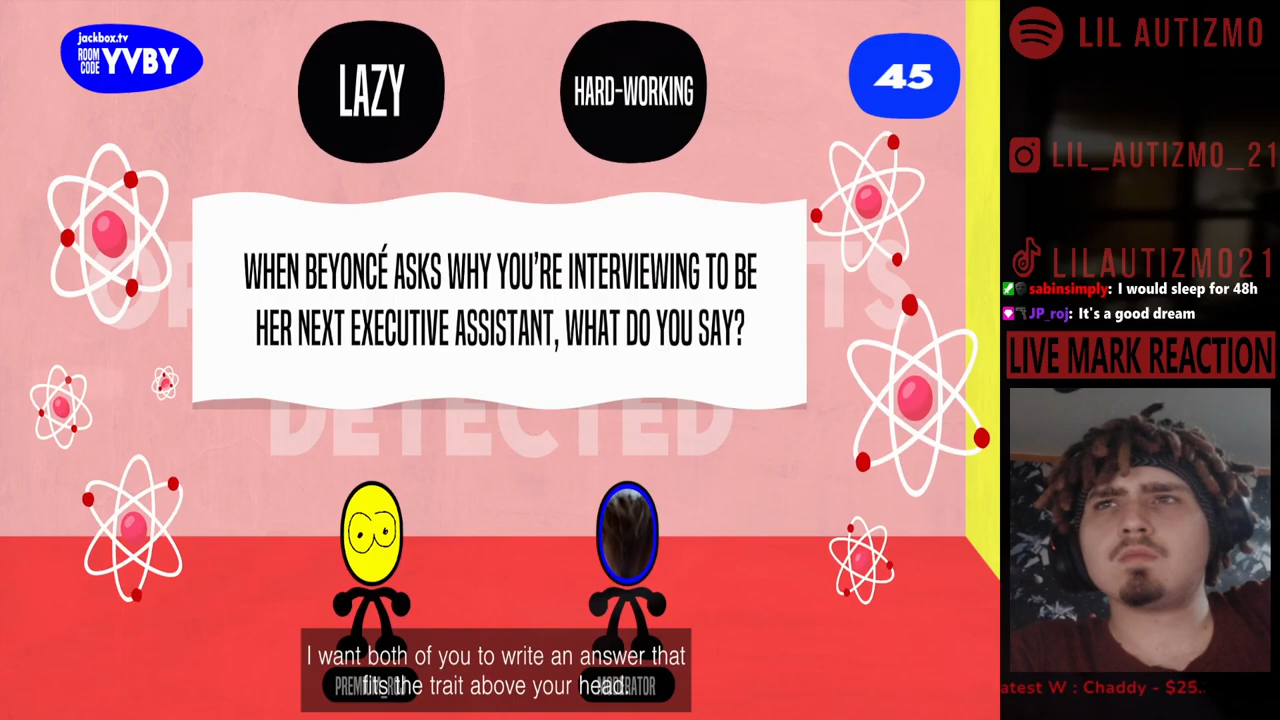 jackbox.tv
ROOM
CODE
YVBY
LAZY
HARD-WORKING
45
WHEN BEYONCÉ ASKS WHY YOU'RE INTERVIEWING TO BE
HER NEXT EXECUTIVE ASSISTANT, WHAT DO YOU SAY?
DETECTED
I want both of you to write an answer that
fits the trait above your head.
MODERATOR
LIL AUTIZMO
LIL_AUTIZMO_21
LILAUTIZMO21
sabinsimply: I would sleep for 48h
JP_roj: It's a good dream
LIVE MARK REACTION
atest W : Chaddy - $25.